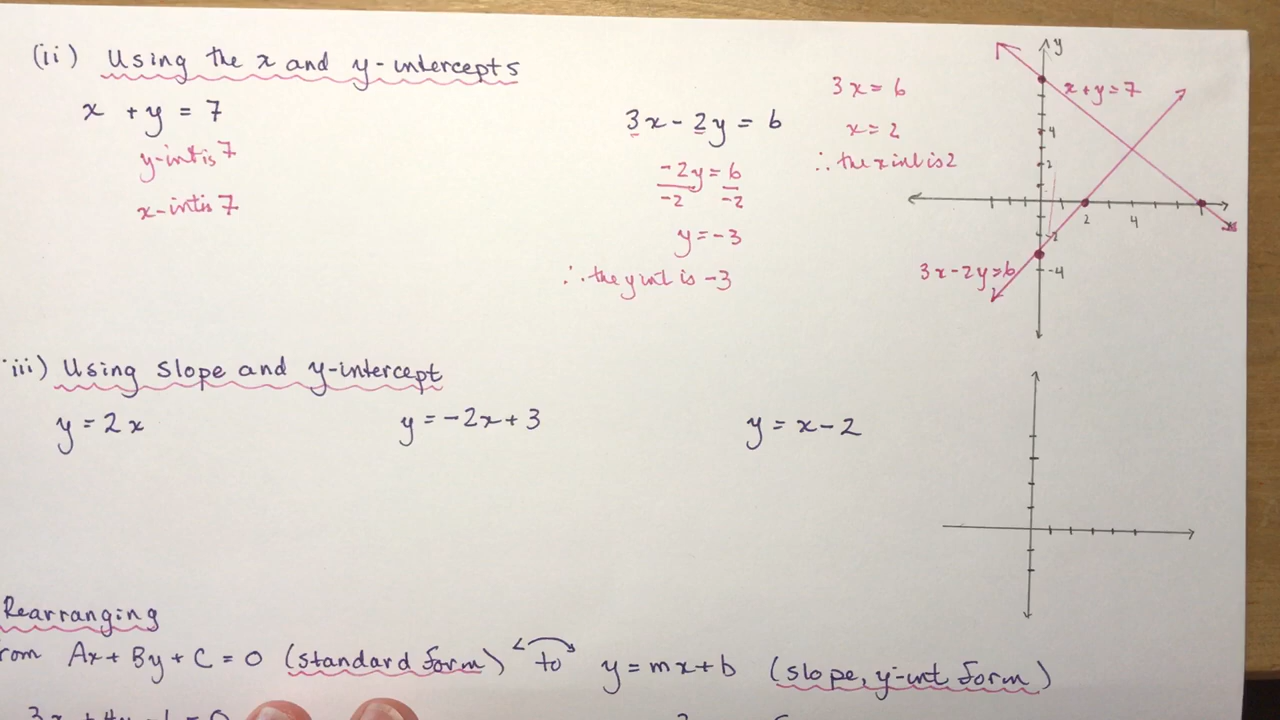 (ii) Using the x and y-intercepts
x + y = 7
y-int is 7
x-int is 7
3x - 2y = 6
-2y = 6
-2 -2
y = -3
∴ the y int is -3
3x = 6
x = 2
∴ the x int is 2
y
x + y = 7
4
2
2 4
-2
-4
3x - 2y = 6
iii) Using slope and y-intercept
y = 2x
y = -2x + 3
y = x - 2
Rearranging
rom Ax + By + C = 0 (standard form) to y = mx + b (slope, y-int form)